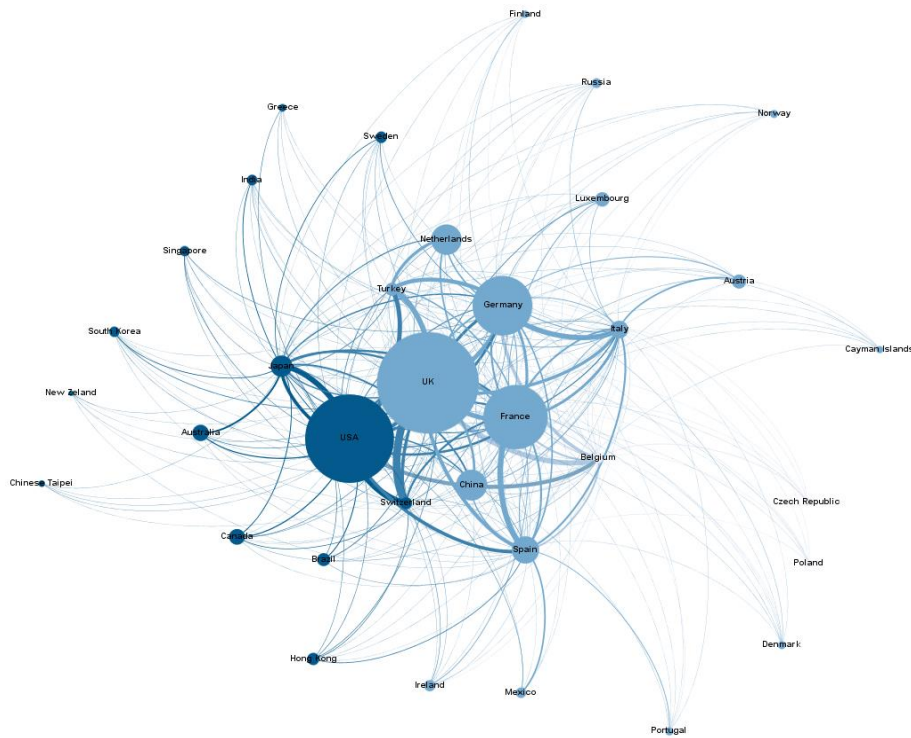 Finland
Russia
Greece
Norway
Sweden
India
Luxembourg
Netherlands
Singapore
Austria
Turkey
Germany
Italy
South Korea
Cayman Islands
Japan
UK
New Zeland
France
Australia
USA
Belgium
Chinese Taipei
China
Switzerland
Czech Republic
Canada
Spain
Brazil
Poland
Denmark
Hong Kong
Ireland
Mexico
Portugal